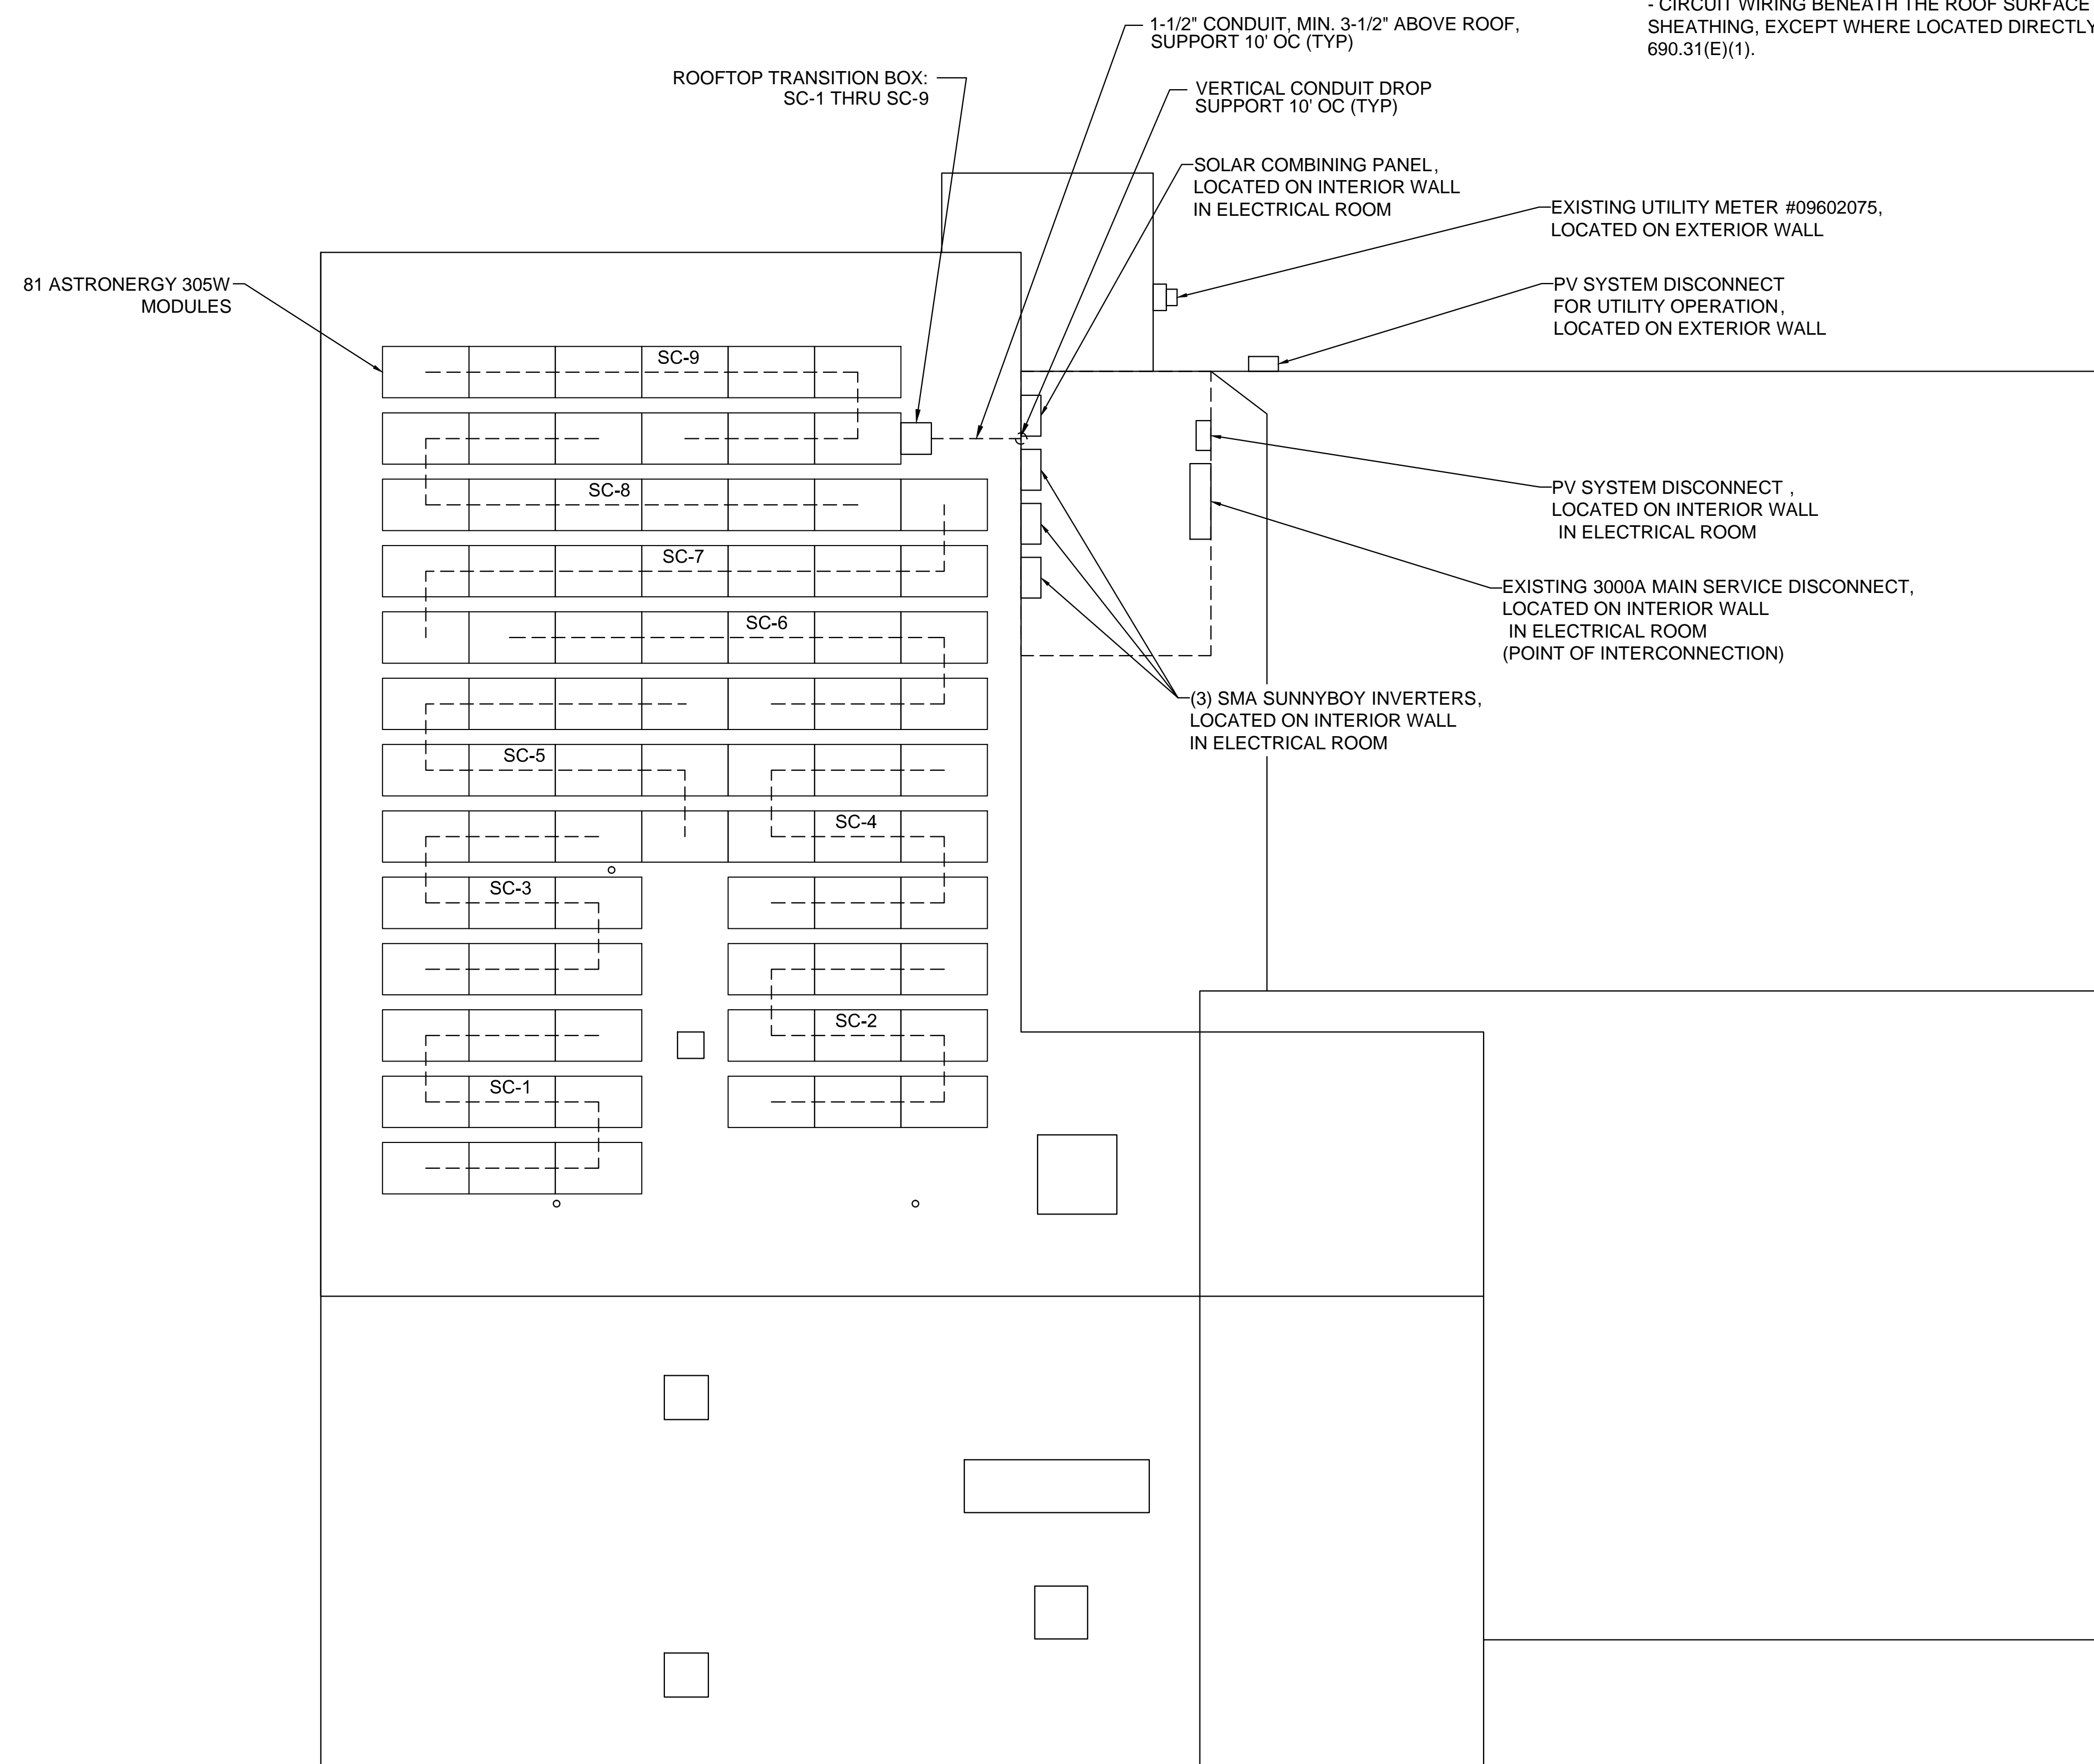 - CIRCUIT WIRING BENEATH THE ROOF SURFACE
SHEATHING, EXCEPT WHERE LOCATED DIRECTLY
690.31(E)(1).
1-1/2" CONDUIT, MIN. 3-1/2" ABOVE ROOF,
SUPPORT 10' OC (TYP)
ROOFTOP TRANSITION BOX:
SC-1 THRU SC-9
VERTICAL CONDUIT DROP
SUPPORT 10' OC (TYP)
SOLAR COMBINING PANEL,
LOCATED ON INTERIOR WALL
IN ELECTRICAL ROOM
EXISTING UTILITY METER #09602075,
LOCATED ON EXTERIOR WALL
81 ASTRONERGY 305W
MODULES
PV SYSTEM DISCONNECT
FOR UTILITY OPERATION,
LOCATED ON EXTERIOR WALL
SC-9
SC-8
PV SYSTEM DISCONNECT ,
LOCATED ON INTERIOR WALL
IN ELECTRICAL ROOM
SC-7
EXISTING 3000A MAIN SERVICE DISCONNECT,
LOCATED ON INTERIOR WALL
IN ELECTRICAL ROOM
(POINT OF INTERCONNECTION)
SC-6
(3) SMA SUNNYBOY INVERTERS,
LOCATED ON INTERIOR WALL
IN ELECTRICAL ROOM
SC-5
SC-4
SC-3
SC-2
SC-1